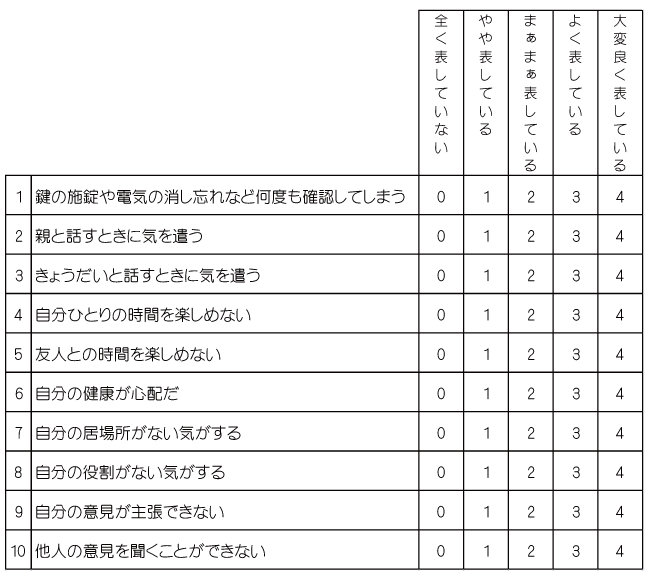 全く表していない
やや表している
まぁまぁ表している
よく表している
大変良く表している
1 鍵の施錠や電気の消し忘れなど何度も確認してしまう 0 1 2 3 4
2 親と話すときに気を遣う 0 1 2 3 4
3 きょうだいと話すときに気を遣う 0 1 2 3 4
4 自分ひとりの時間を楽しめない 0 1 2 3 4
5 友人との時間を楽しめない 0 1 2 3 4
6 自分の健康が心配だ 0 1 2 3 4
7 自分の居場所がない気がする 0 1 2 3 4
8 自分の役割がない気がする 0 1 2 3 4
9 自分の意見が主張できない 0 1 2 3 4
10 他人の意見を聞くことができない 0 1 2 3 4